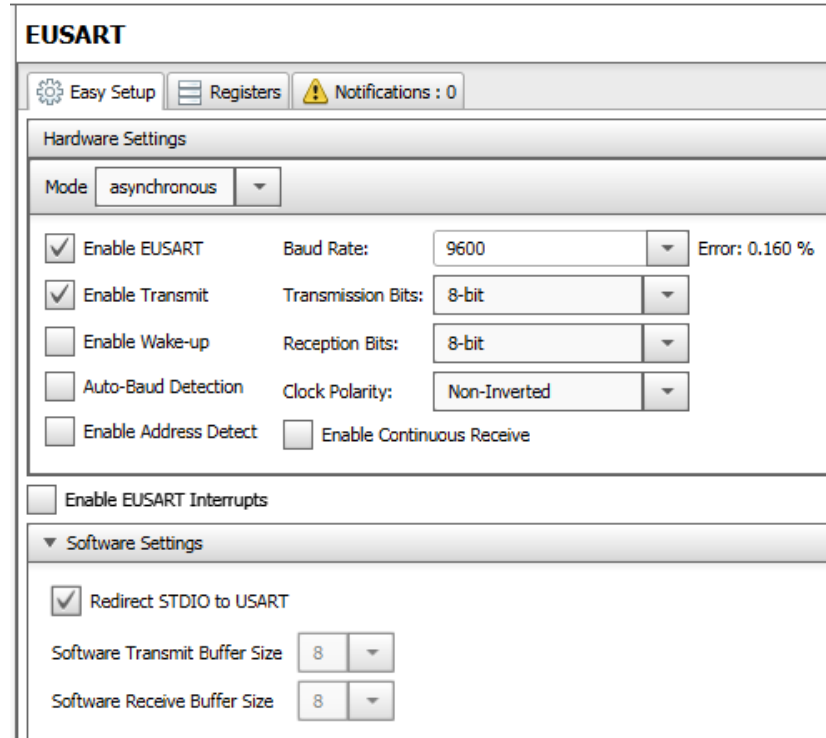 EUSART
Easy Setup Registers Notifications : 0
Hardware Settings
Mode asynchronous
Enable EUSART Baud Rate: 9600 Error: 0.160 %
Enable Transmit Transmission Bits: 8-bit
Enable Wake-up Reception Bits: 8-bit
Auto-Baud Detection Clock Polarity: Non-Inverted
Enable Address Detect Enable Continuous Receive
Enable EUSART Interrupts
Software Settings
Redirect STDIO to USART
Software Transmit Buffer Size 8
Software Receive Buffer Size 8